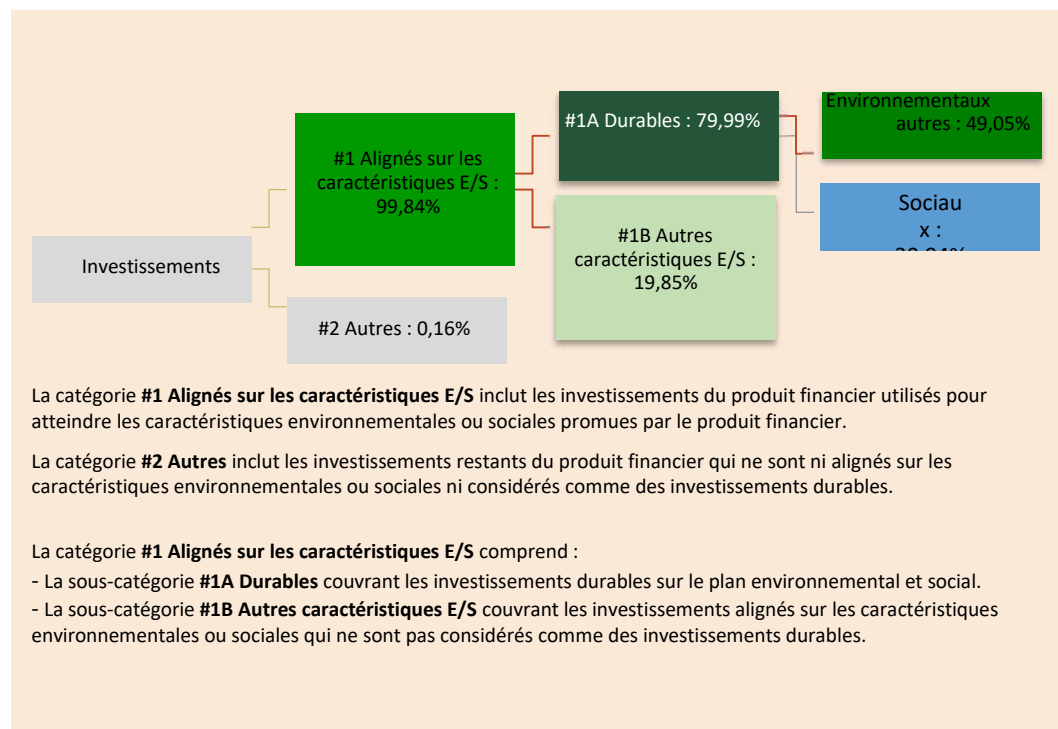 Environnementaux
autres : 49,05%
#1A Durables : 79,99%
#1 Alignés sur les
caractéristiques E/S :
99,84%
Sociau
x :
#1B Autres
caractéristiques E/S :
19,85%
Investissements
#2 Autres : 0,16%
La catégorie #1 Alignés sur les caractéristiques E/S inclut les investissements du produit financier utilisés pour
atteindre les caractéristiques environnementales ou sociales promues par le produit financier.
La catégorie #2 Autres inclut les investissements restants du produit financier qui ne sont ni alignés sur les
caractéristiques environnementales ou sociales ni considérés comme des investissements durables.
La catégorie #1 Alignés sur les caractéristiques E/S comprend :
- La sous-catégorie #1A Durables couvrant les investissements durables sur le plan environnemental et social.
- La sous-catégorie #1B Autres caractéristiques E/S couvrant les investissements alignés sur les caractéristiques
environnementales ou sociales qui ne sont pas considérés comme des investissements durables.